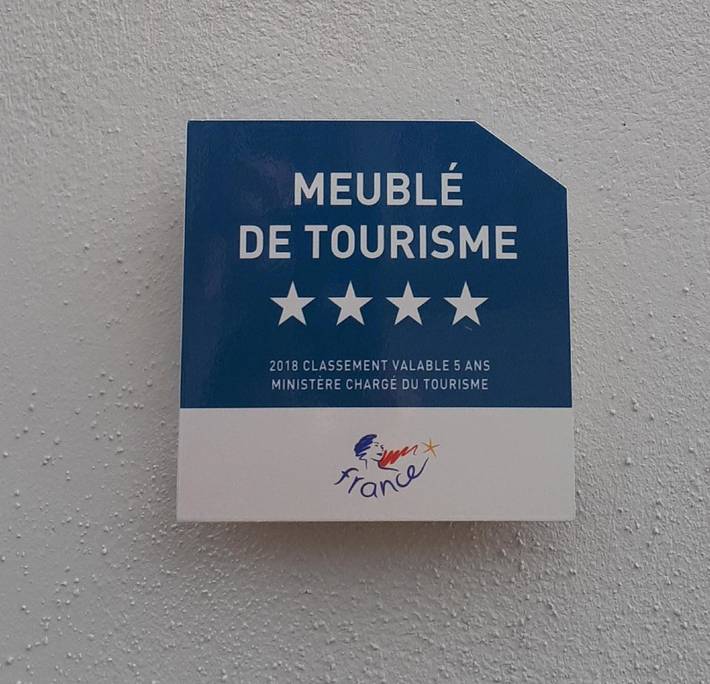 MEUBLÉ
DE TOURISME
2018 CLASSEMENT VALABLE 5 ANS
MINISTÈRE CHARGÉ DU TOURISME
france